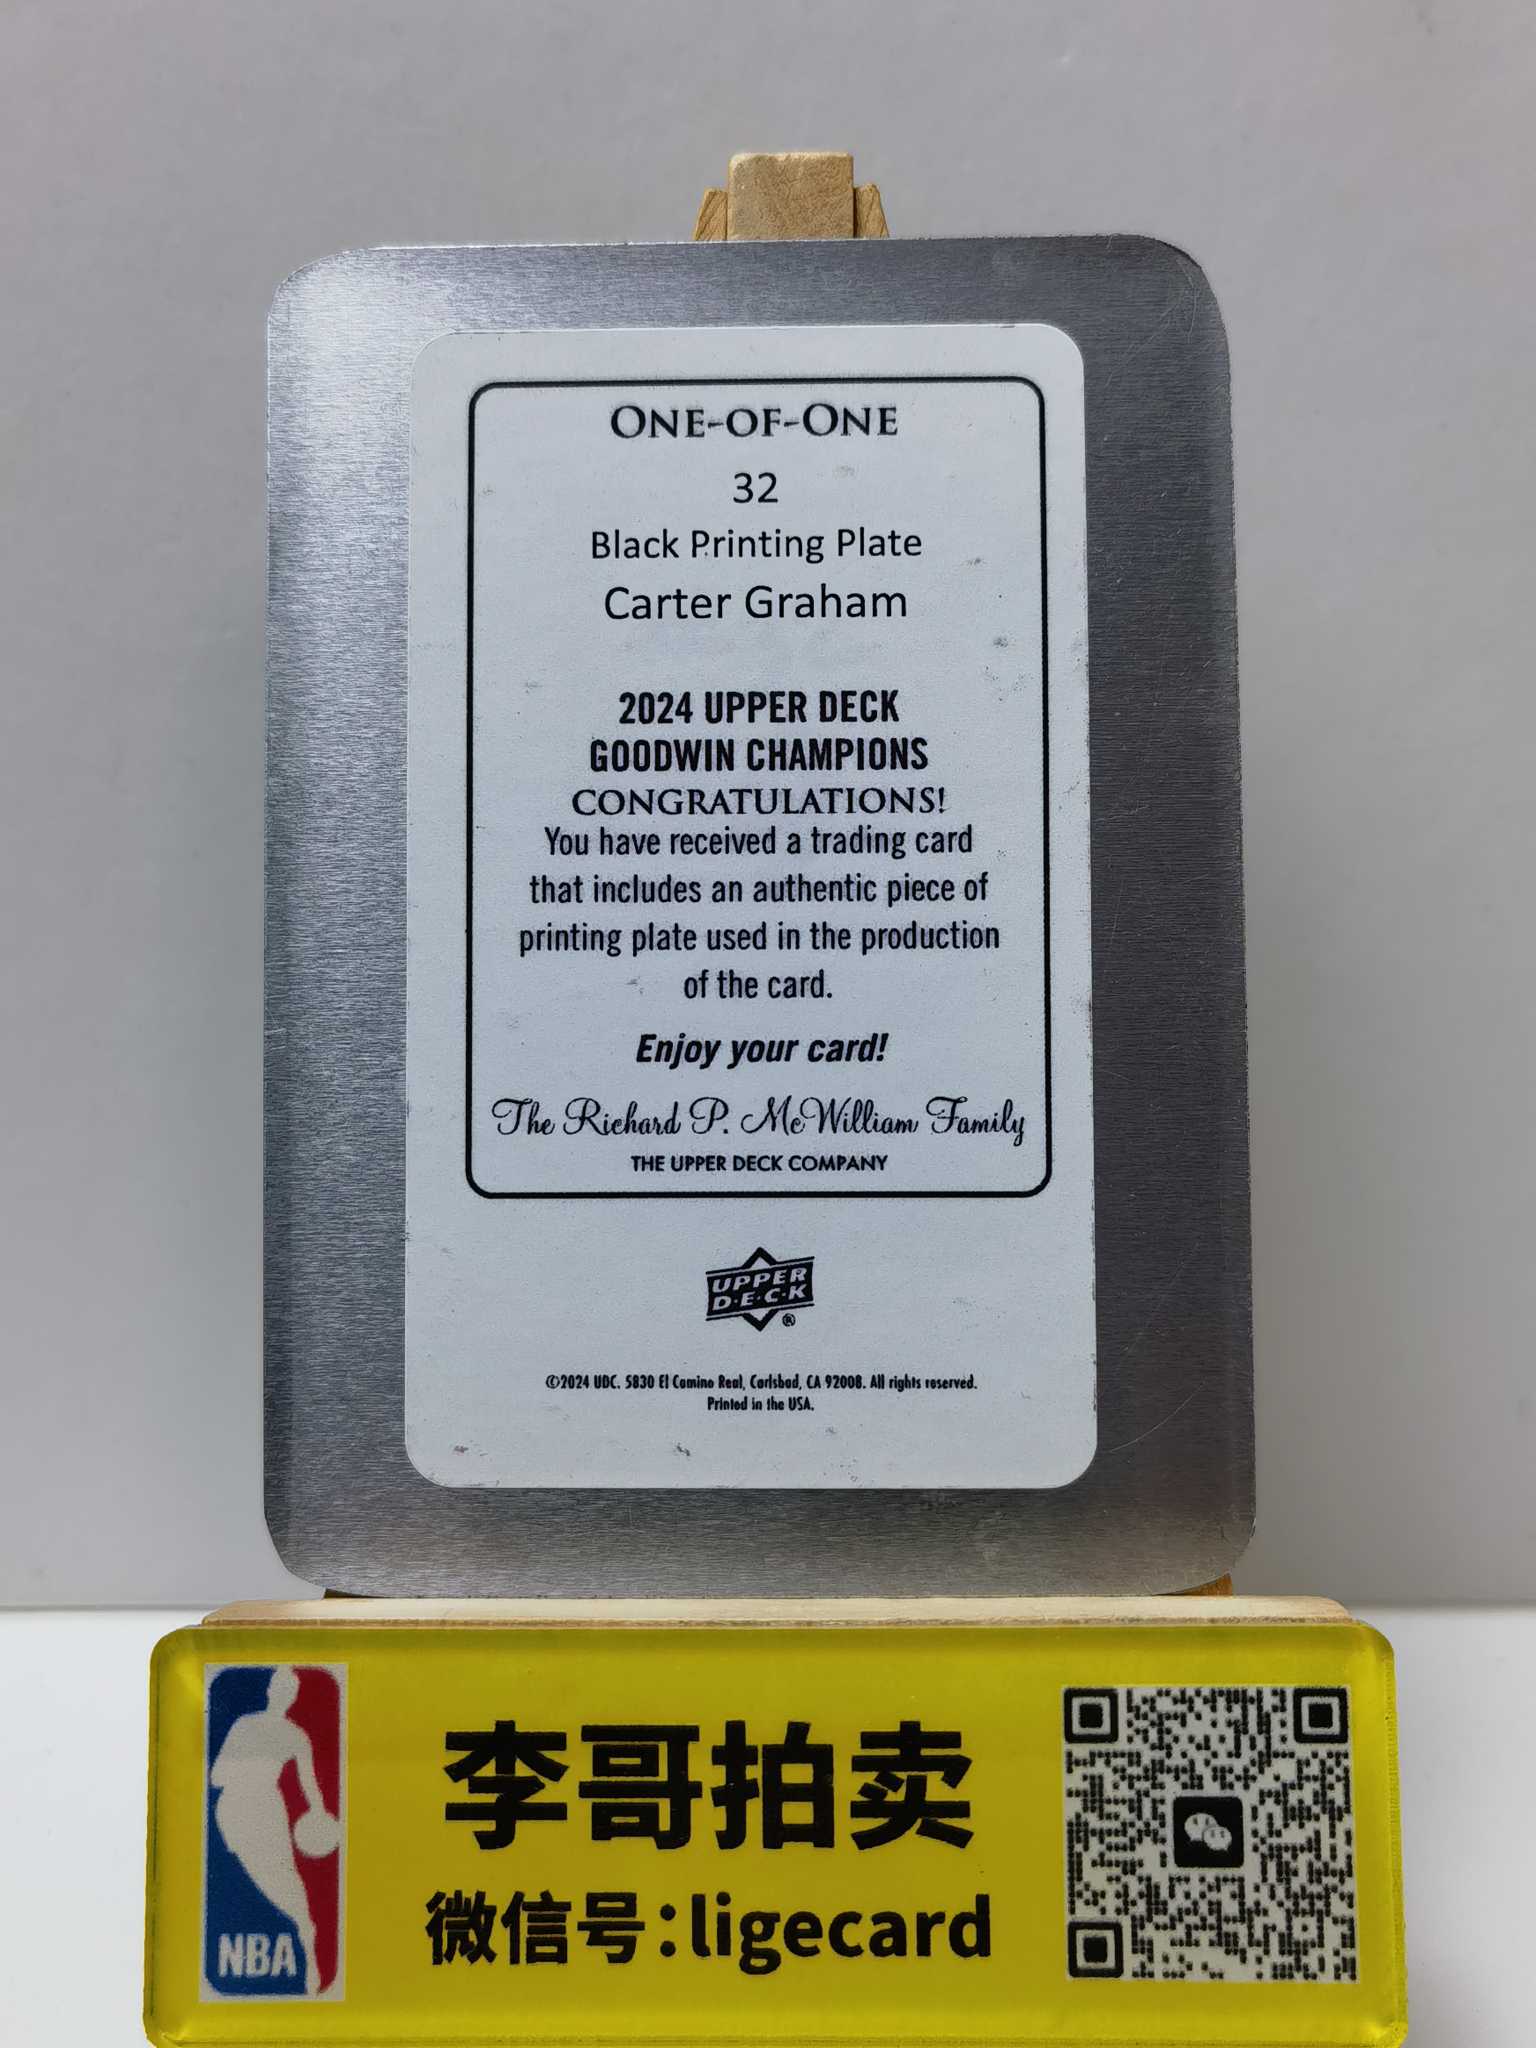 ONE-OF-ONE
32
Black Printing Plate
Carter Graham
2024 UPPER DECK
GOODWIN CHAMPIONS
CONGRATULATIONS!
You have received a trading card
that includes an authentic piece of
printing plate used in the production
of the card.
Enjoy your card!
The Richard P. McWilliam Family
THE UPPER DECK COMPANY
UPPER
D·E·C·K
®
©2024 UDC. 5830 El Camino Real, Carlsbad, CA 92008. All rights reserved.
Printed in the USA.
李哥拍卖
微信号:ligecard
NBA